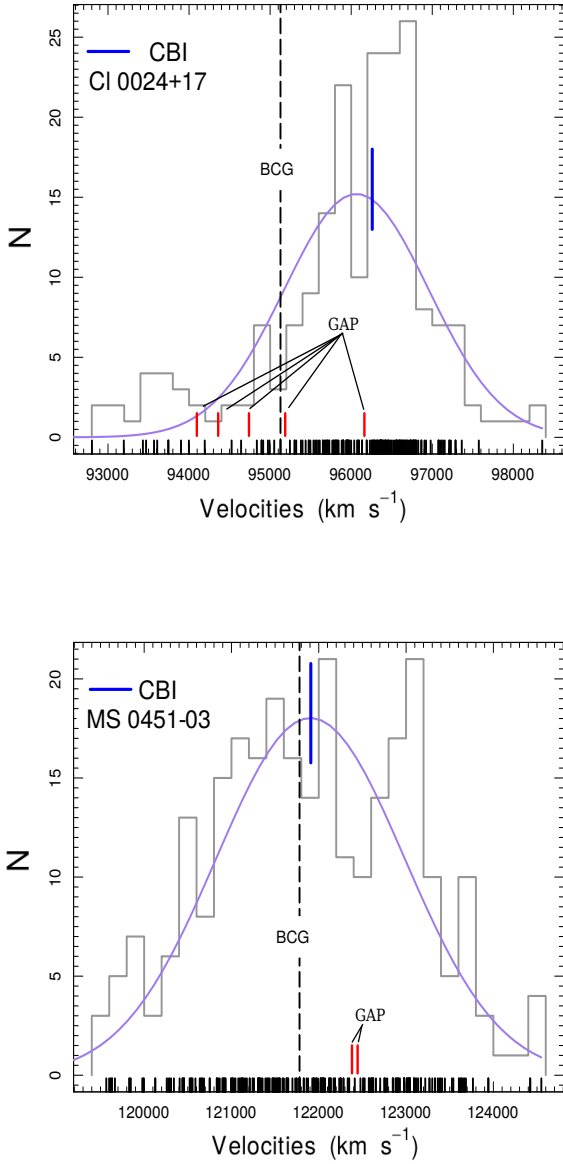 CBI
Cl 0024+17
BCG
GAP
N
0
5
10
15
20
25
93000 94000 95000 96000 97000 98000
Velocities (km s⁻¹)
CBI
MS 0451-03
BCG
GAP
N
0
5
10
15
20
120000 121000 122000 123000 124000
Velocities (km s⁻¹)